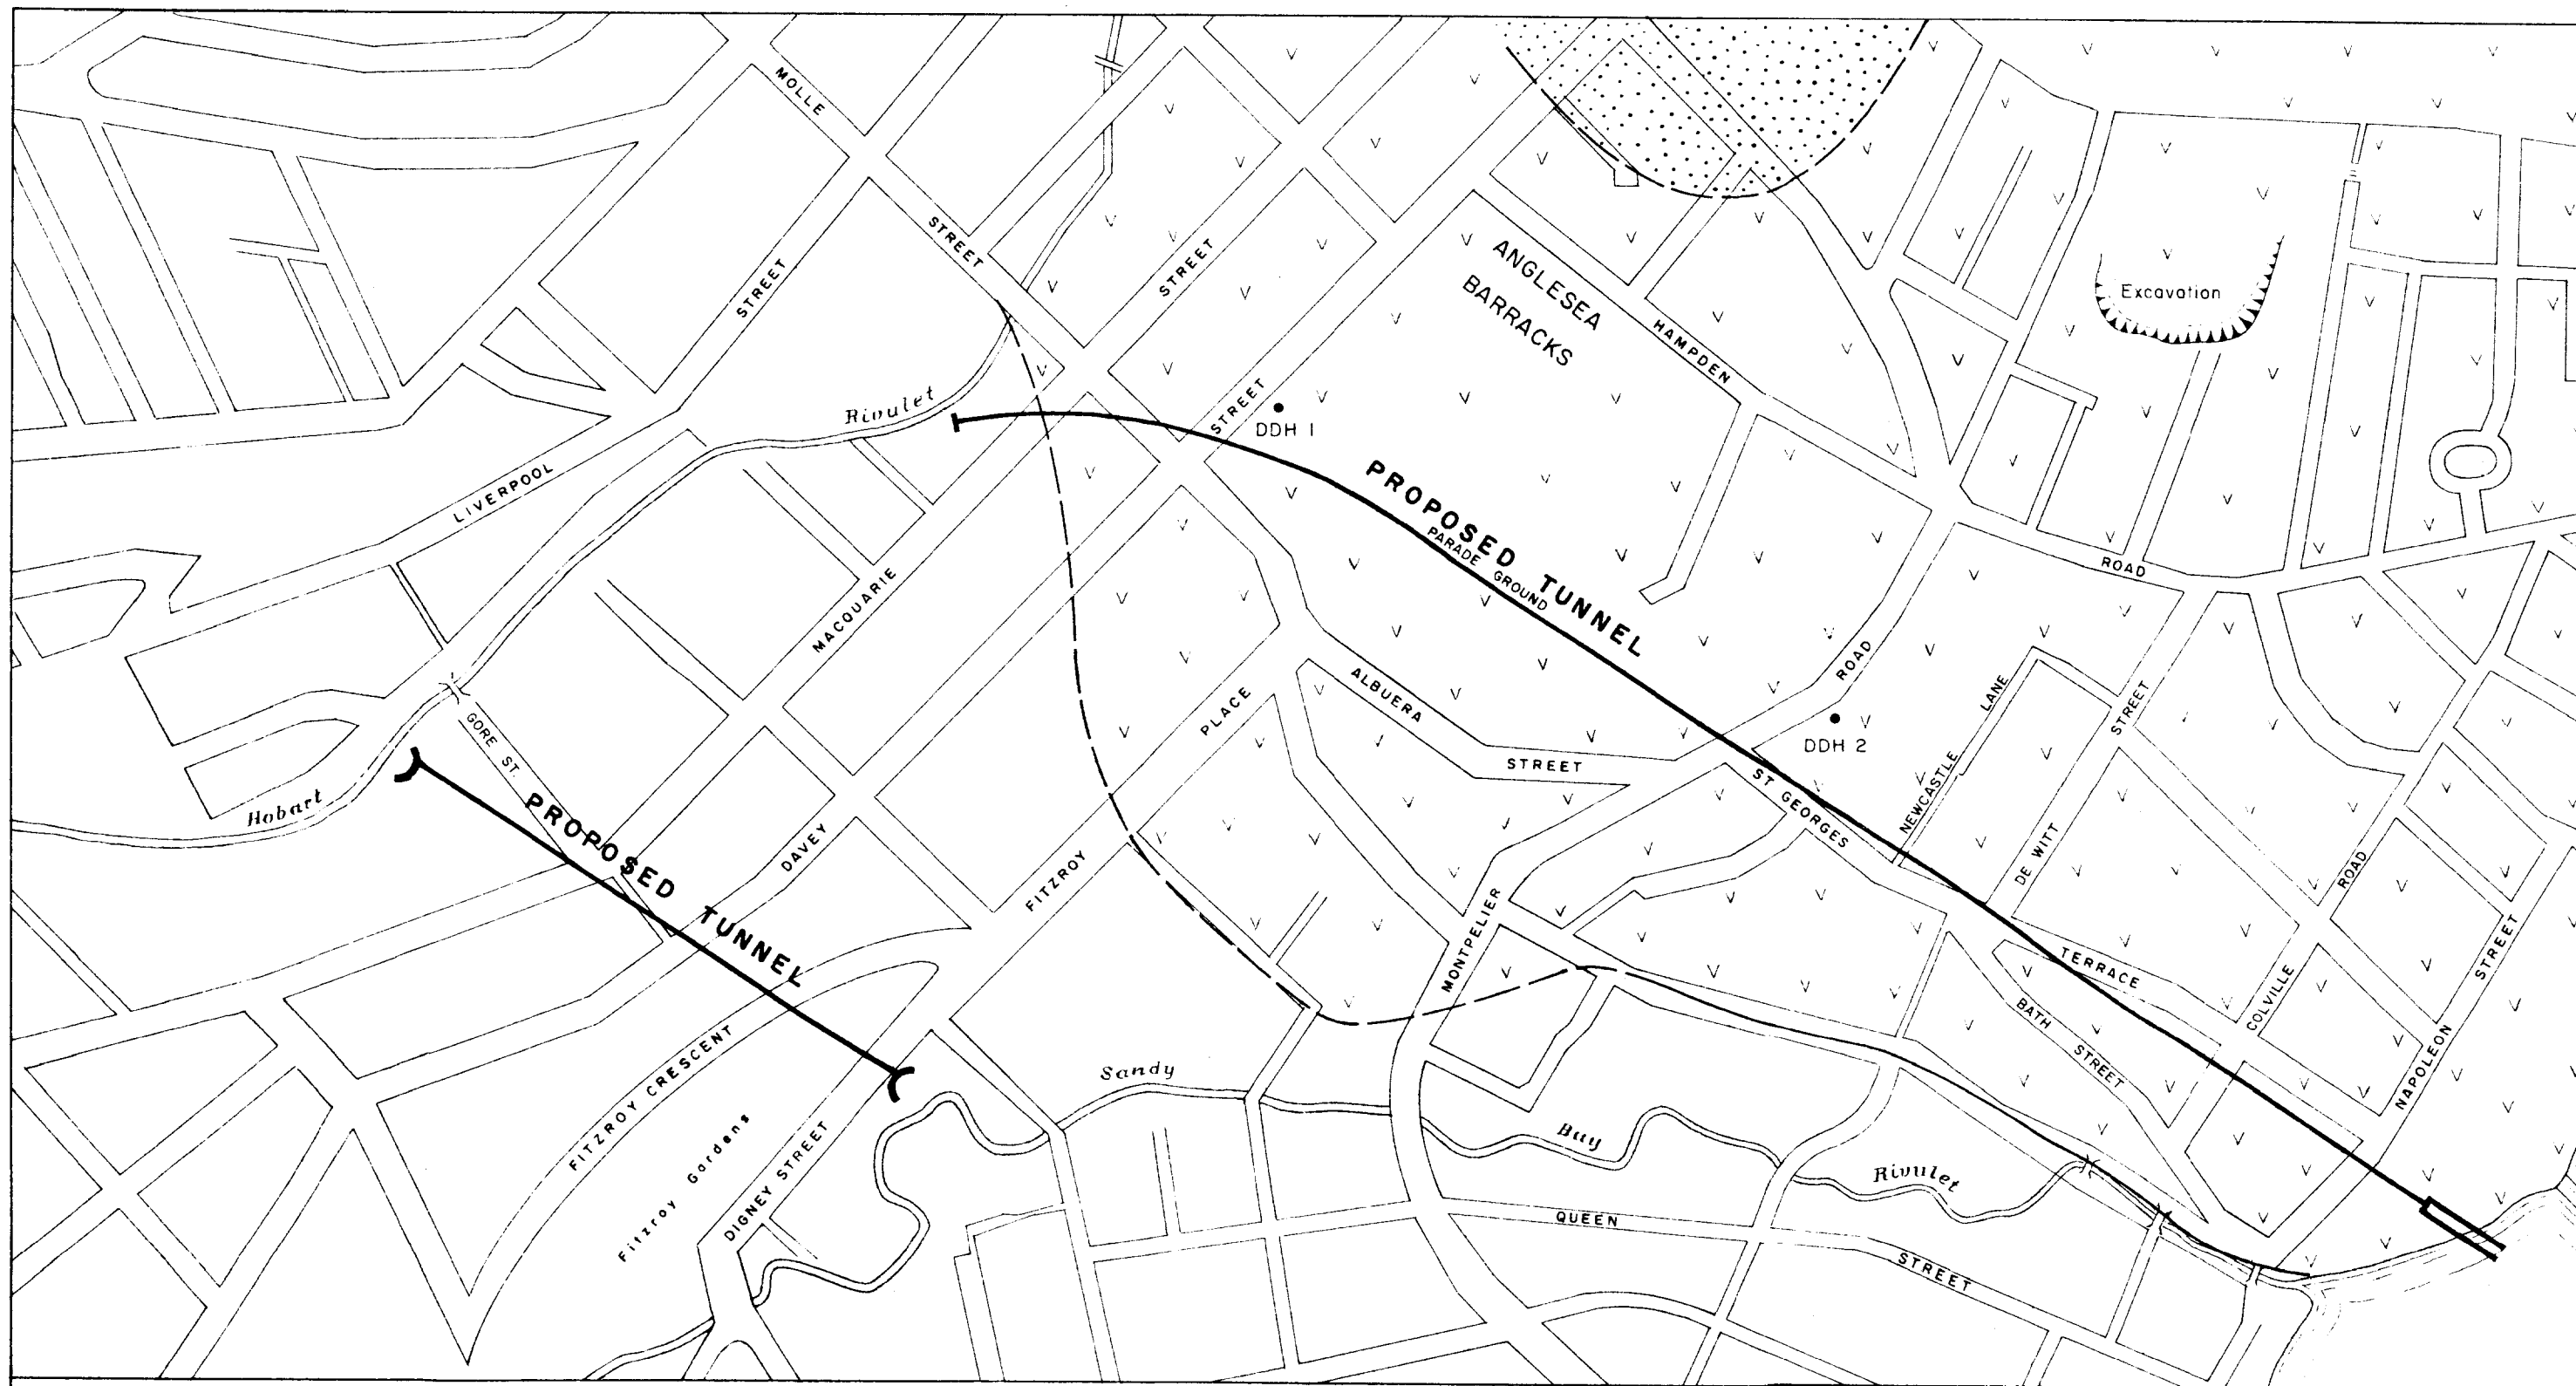 MOLLE
STREET
STREET
STREET
ANGLESEA
BARRACKS
Excavation
HAMPDEN
Rivulet
STREET
DDH 1
LIVERPOOL
PROPOSED TUNNEL
PARADE GROUND
ROAD
MACQUARIE
ALBUERA
PLACE
ROAD
LANE
STREET
GORE ST.
DDH 2
STREET
ST GEORGES
NEWCASTLE
Hobart
PROPOSED TUNNEL
DAVEY
FITZROY
DE WITT
ROAD
MONTPELIER
TERRACE
STREET
COLVILLE
BATH
STREET
NAPOLEON
FITZROY CRESCENT
Sandy
Bay
Rivulet
Fitzroy Gardens
DIGNEY STREET
QUEEN
STREET